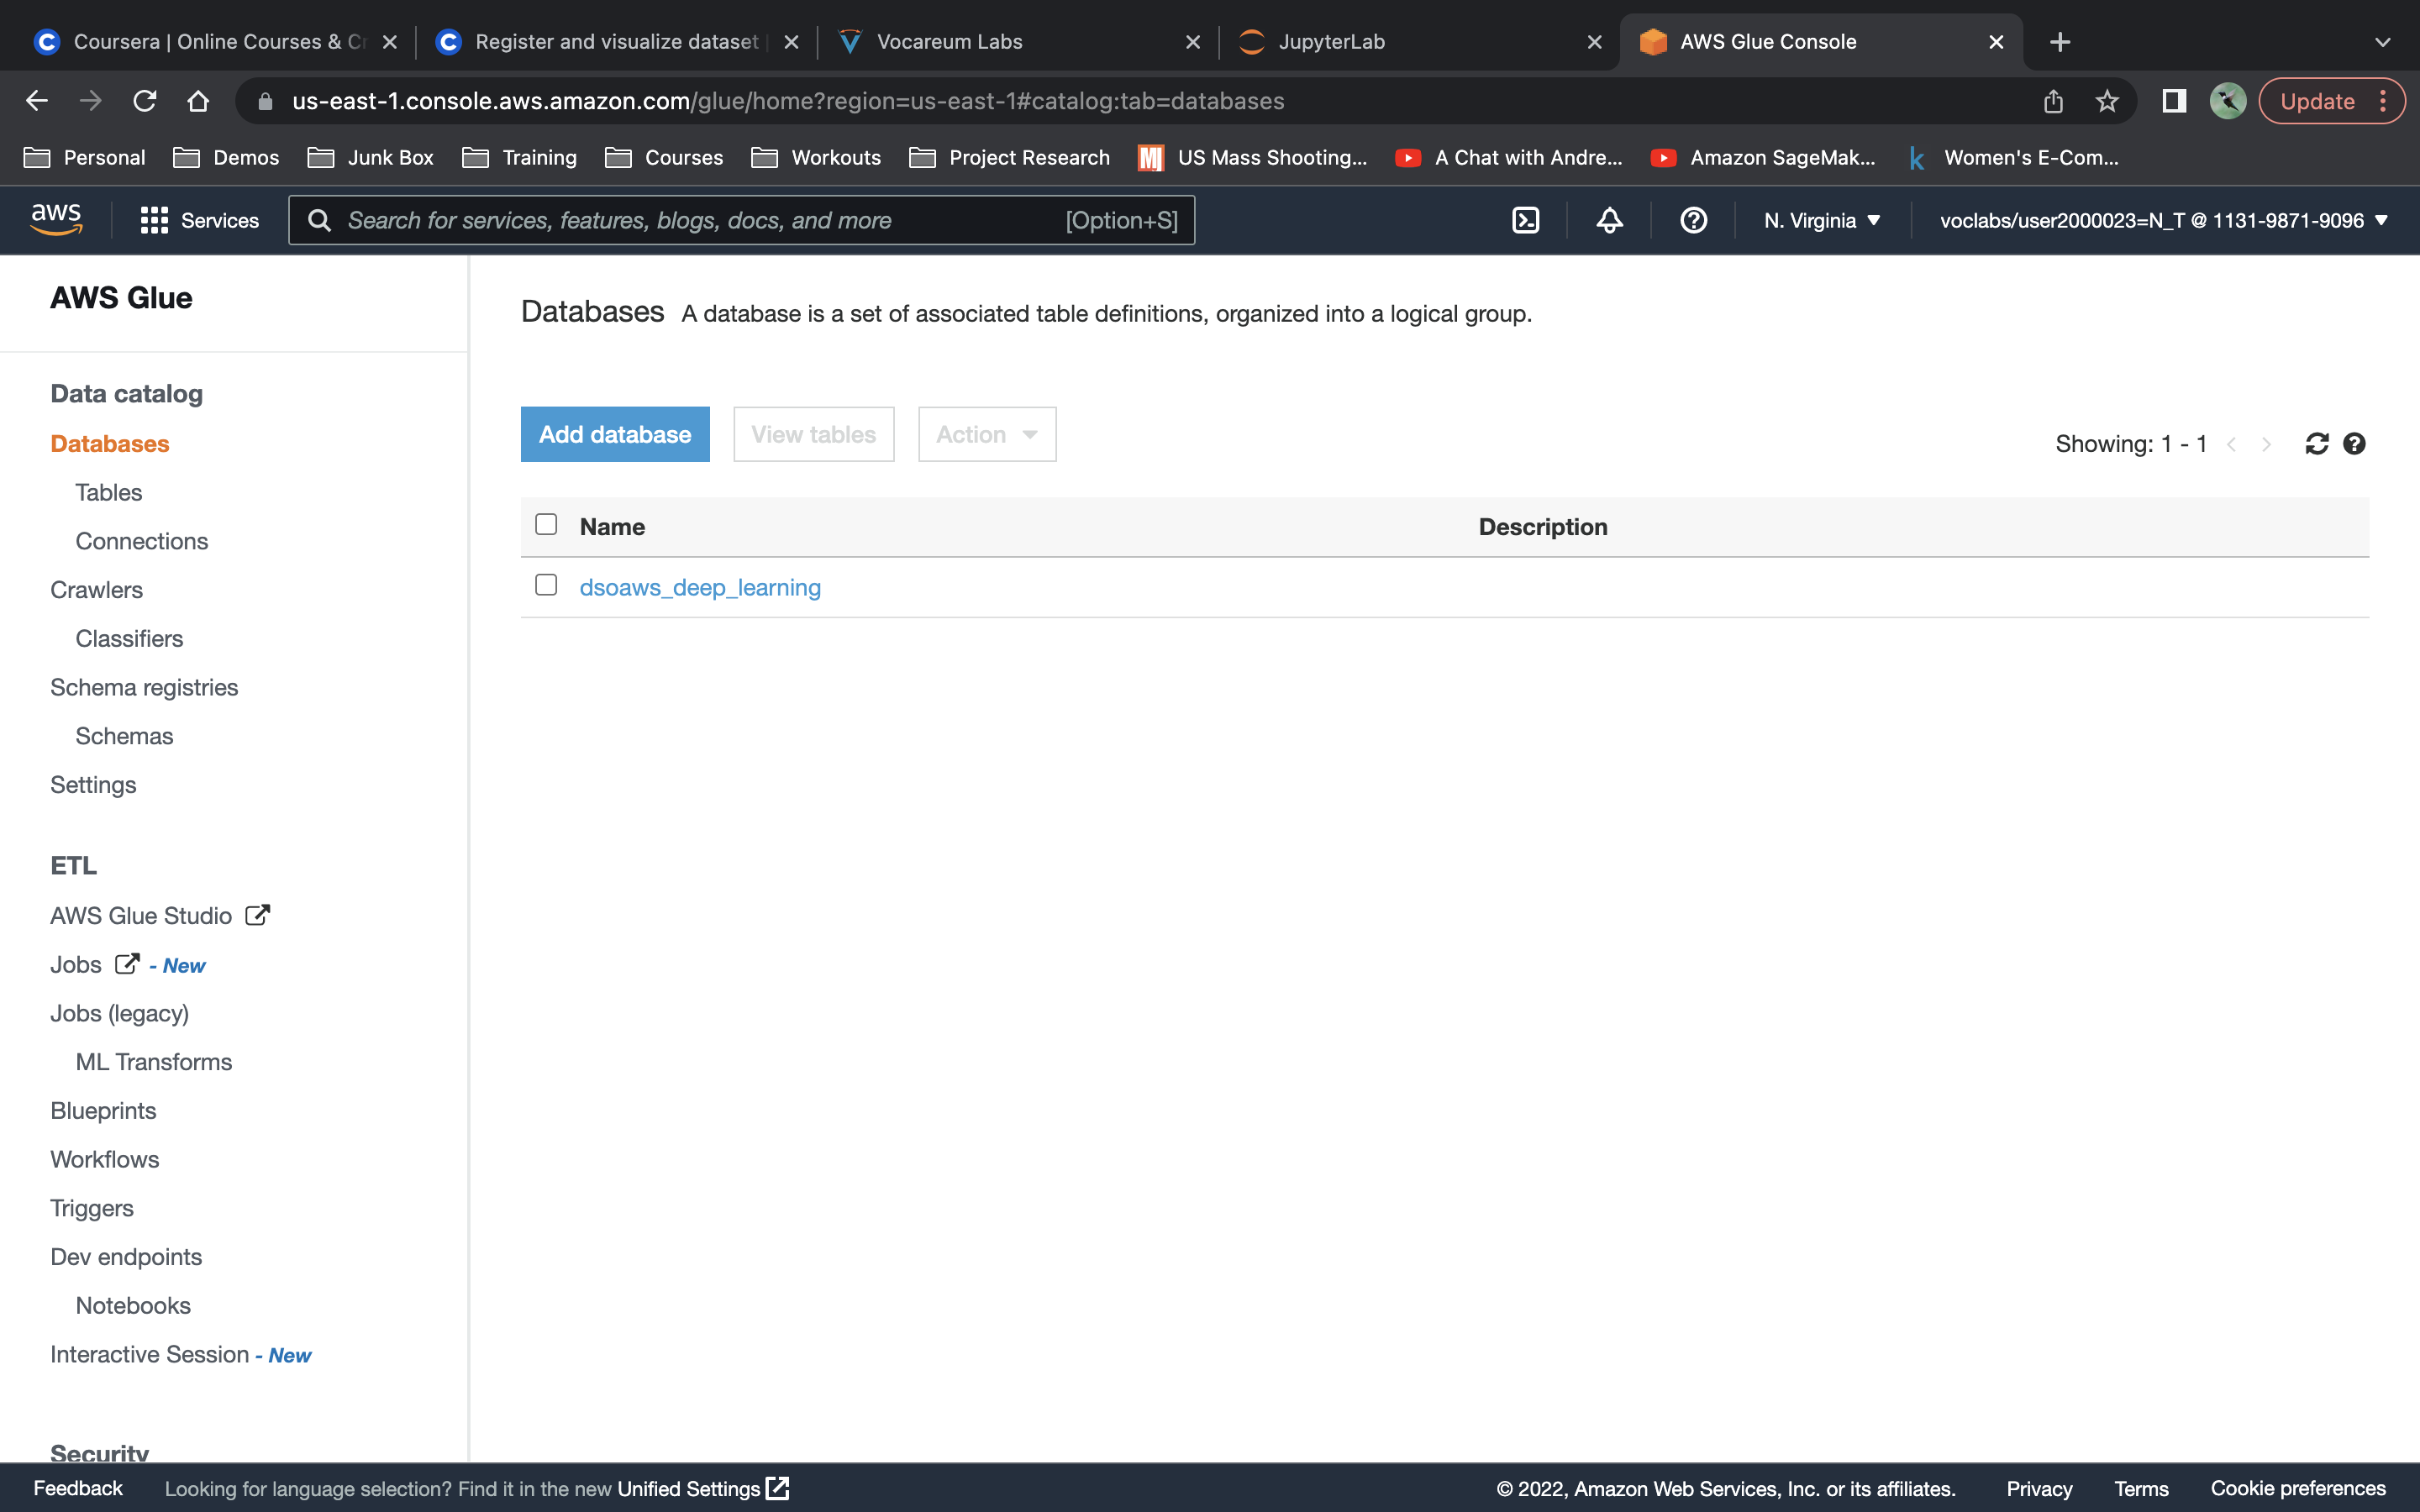 Coursera | Online Courses & Cr
Register and visualize dataset |
Vocareum Labs
JupyterLab
AWS Glue Console
us-east-1.console.aws.amazon.com/glue/home?region=us-east-1#catalog:tab=databases
Update
Personal
Demos
Junk Box
Training
Courses
Workouts
Project Research
US Mass Shooting...
A Chat with Andre...
Amazon SageMak...
Women's E-Com...
aws
Services
Search for services, features, blogs, docs, and more
[Option+S]
N. Virginia
voclabs/user2000023=N_T @ 1131-9871-9096
AWS Glue
Data catalog
Databases
Tables
Connections
Crawlers
Classifiers
Schema registries
Schemas
Settings
ETL
AWS Glue Studio
Jobs - New
Jobs (legacy)
ML Transforms
Blueprints
Workflows
Triggers
Dev endpoints
Notebooks
Interactive Session - New
Security
Databases A database is a set of associated table definitions, organized into a logical group.
Add database
View tables
Action
Showing: 1 - 1
Name
Description
dsoaws_deep_learning
Feedback
Looking for language selection? Find it in the new Unified Settings
© 2022, Amazon Web Services, Inc. or its affiliates.
Privacy
Terms
Cookie preferences